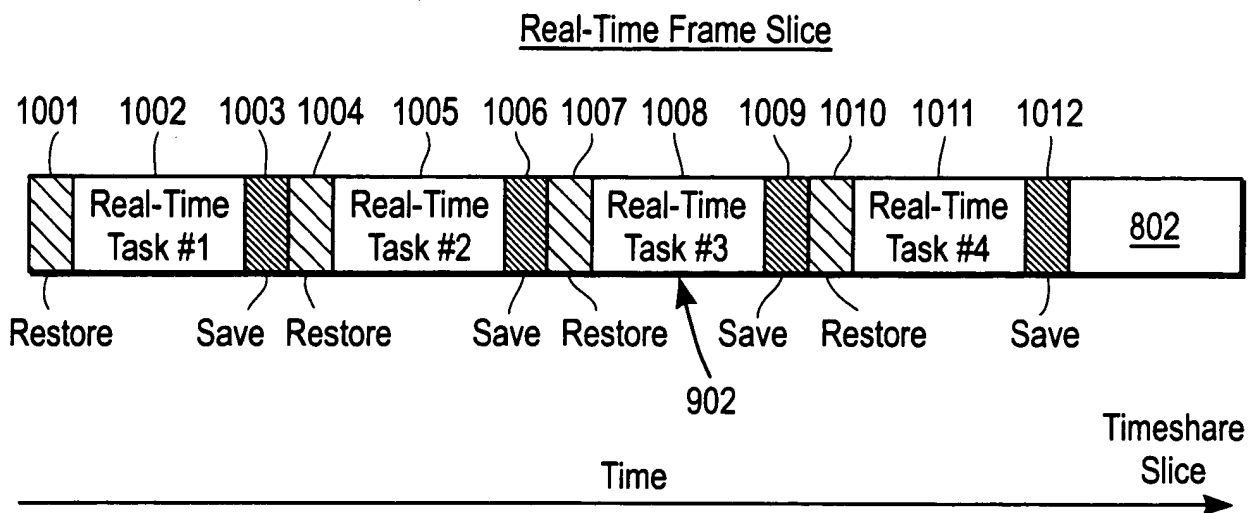 Real-Time Frame Slice
1001 1002 1003 1004 1005 1006 1007 1008 1009 1010 1011 1012
Real-Time Real-Time Real-Time Real-Time
Task #1 Task #2 Task #3 Task #4
802
Restore Save Restore Save Restore Save Restore Save
902
Timeshare
Slice
Time